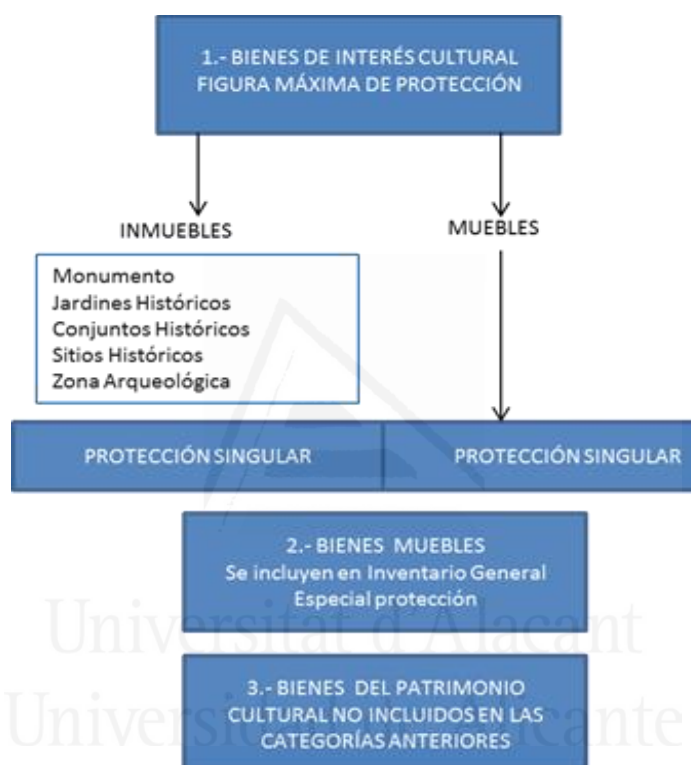 1.- BIENES DE INTERÉS CULTURAL
FIGURA MÁXIMA DE PROTECCIÓN
INMUEBLES
MUEBLES
Monumento
Jardines Históricos
Conjuntos Históricos
Sitios Históricos
Zona Arqueológica
PROTECCIÓN SINGULAR
PROTECCIÓN SINGULAR
2.- BIENES MUEBLES
Se incluyen en Inventario General
Especial protección
Universitat d'Alacant
3.- BIENES DEL PATRIMONIO
CULTURAL NO INCLUIDOS EN LAS
CATEGORÍAS ANTERIORES
Universidad de Alicante